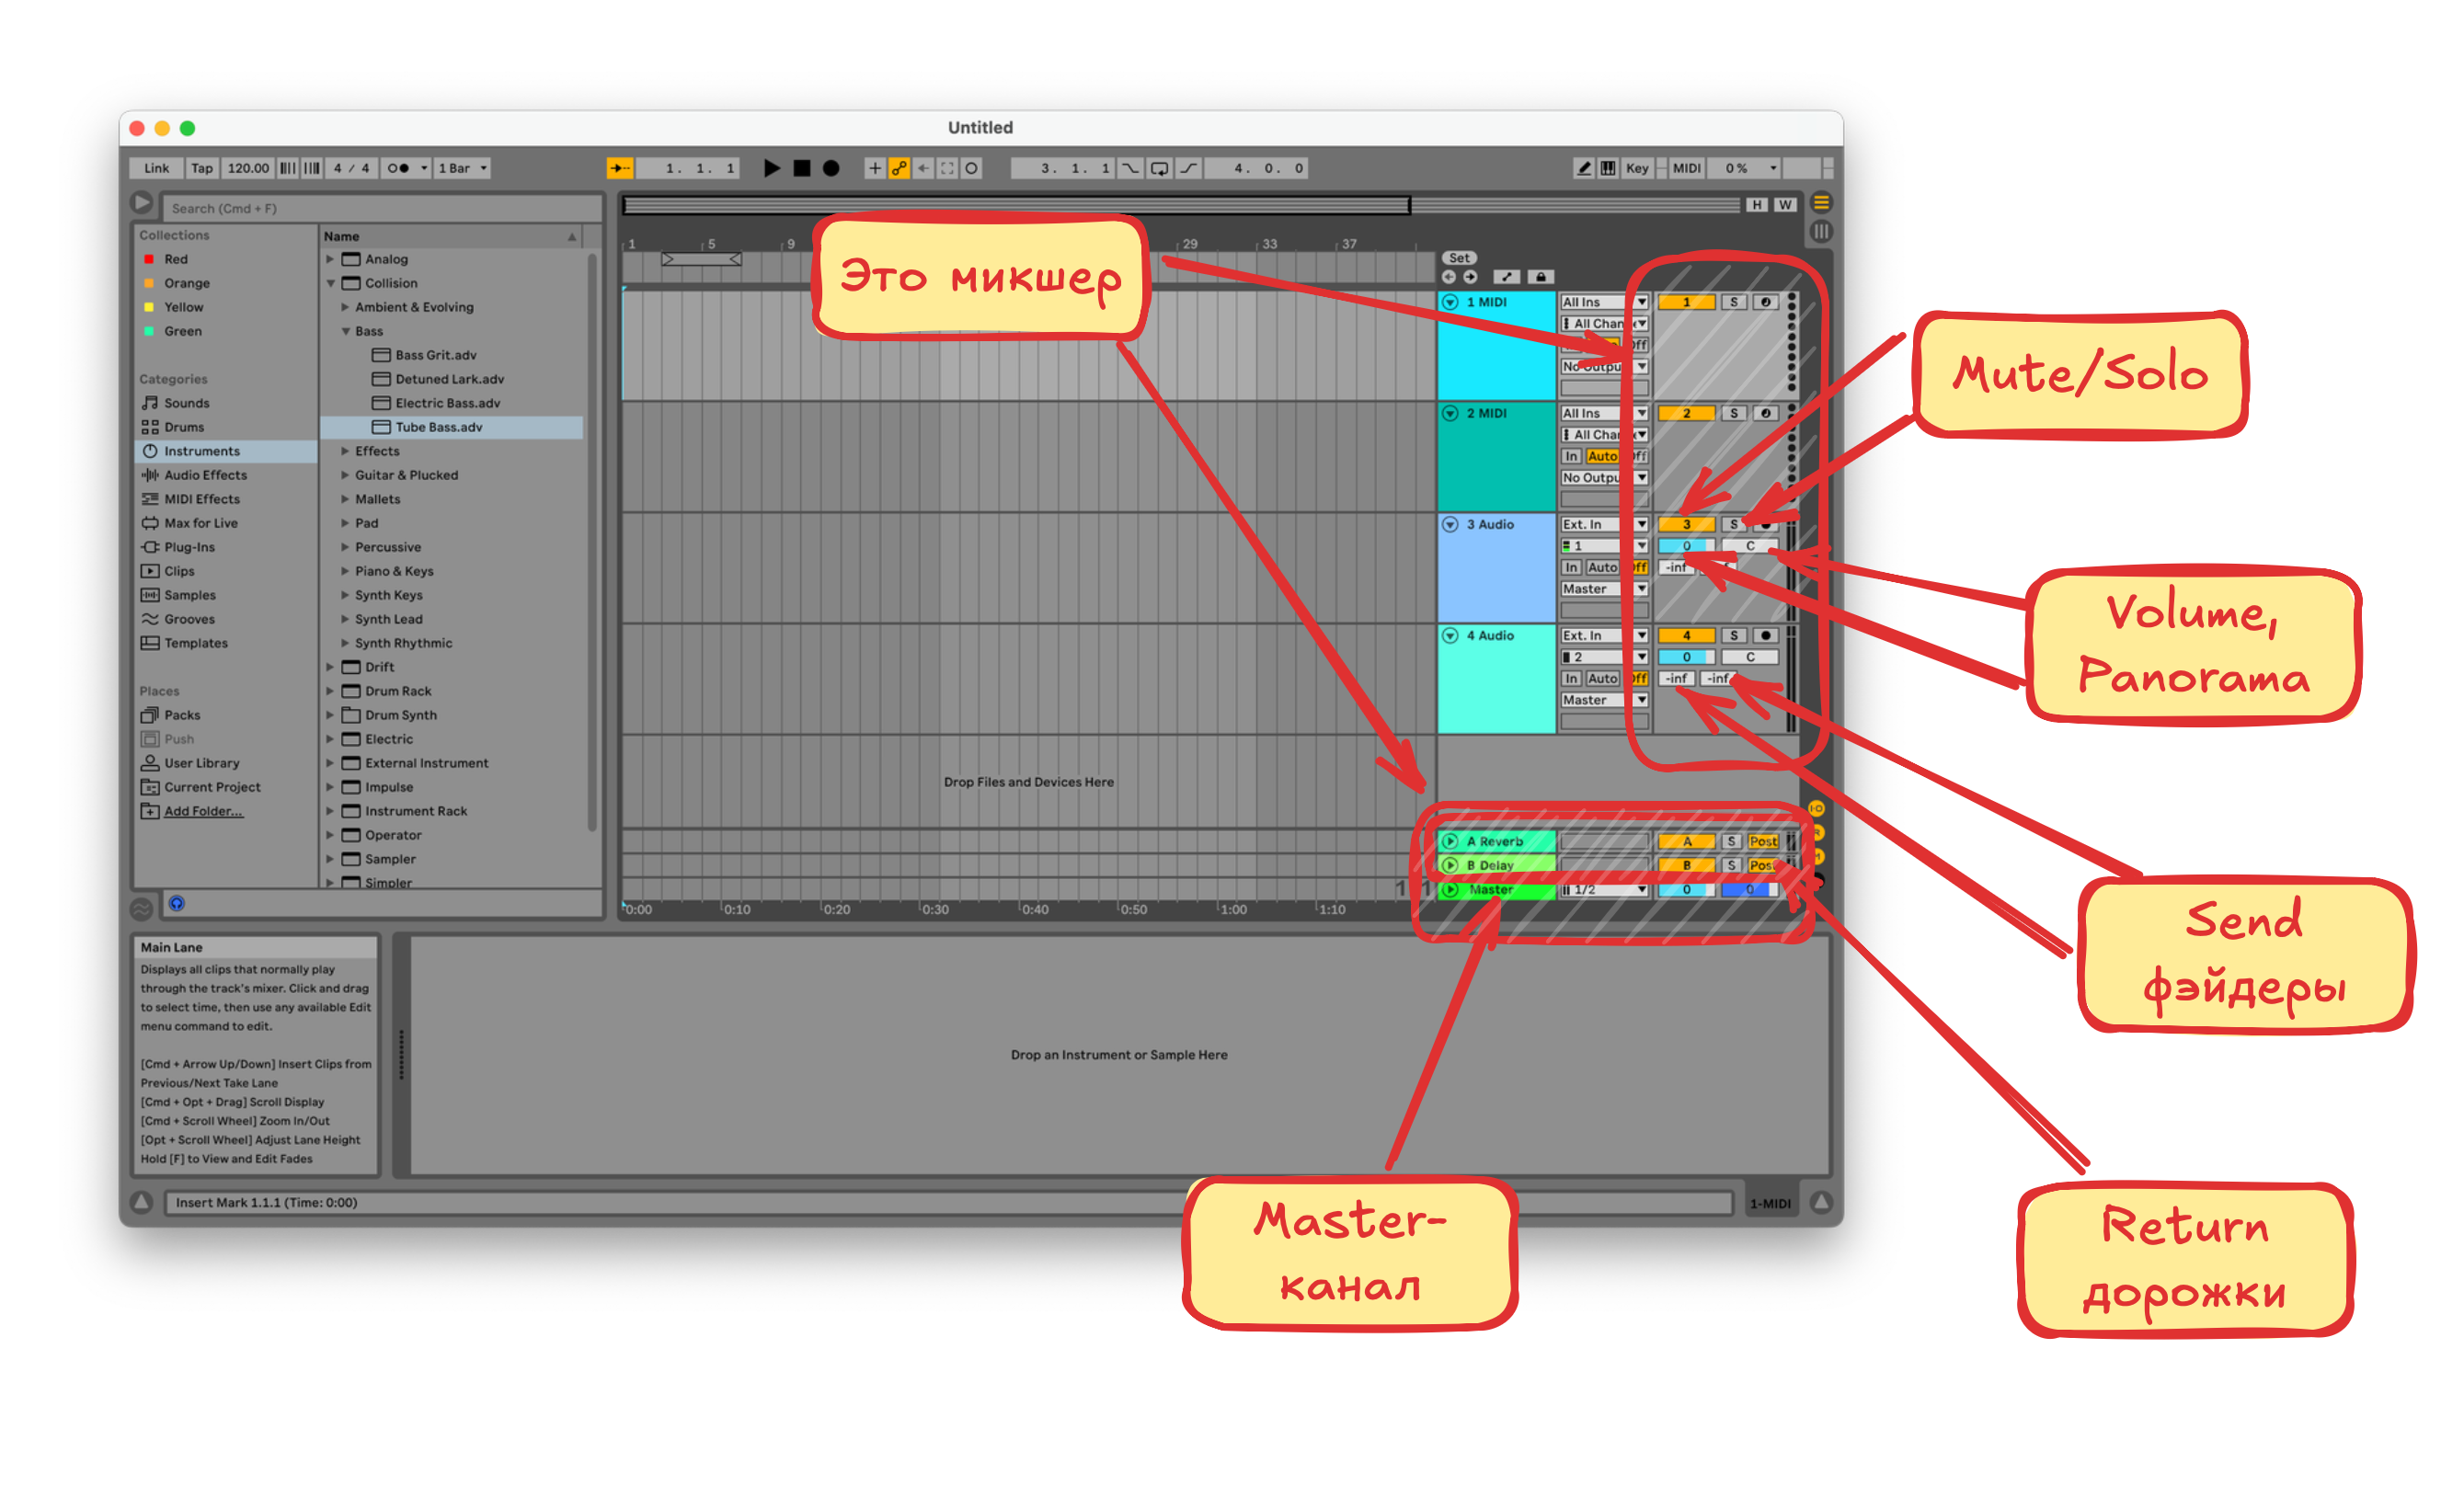 Untitled
Link Tap 120.00 4 / 4 1 Bar 1. 1. 1 3. 1. 1 4. 0. 0 Key MIDI 0 %
Search (Cmd + F)
H W
Collections
Red
Orange
Yellow
Green
Categories
Sounds
Drums
Instruments
Audio Effects
MIDI Effects
Max for Live
Plug-Ins
Clips
Samples
Grooves
Templates
Places
Packs
Push
User Library
Current Project
Add Folder...
Name
Analog
Collision
Ambient & Evolving
Bass
Bass Grit.adv
Detuned Lark.adv
Electric Bass.adv
Tube Bass.adv
Effects
Guitar & Plucked
Mallets
Pad
Percussive
Piano & Keys
Synth Keys
Synth Lead
Synth Rhythmic
Drift
Drum Rack
Drum Synth
Electric
External Instrument
Impulse
Instrument Rack
Operator
Sampler
Simpler
1 5 9 29 33 37
Set
Это микшер
1 MIDI All Ins 1 S
All Chan
No Outpu
2 MIDI All Ins 2 S
All Chan
In Auto Off
No Outpu
3 Audio Ext. In 3 S
1 0 C
In Auto Off -inf
Master
4 Audio Ext. In 4 S
2 0 C
In Auto Off -inf -inf
Master
Drop Files and Devices Here
A Reverb A S Post
B Delay B S Post
Master 1/2 0 0
0:00 0:10 0:20 0:30 0:40 0:50 1:00 1:10
Mute/Solo
Volume,
Panorama
Send
фэйдеры
Return
дорожки
Master-
канал
Main Lane
Displays all clips that normally play
through the track's mixer. Click and drag
to select time, then use any available Edit
menu command to edit.
[Cmd + Arrow Up/Down] Insert Clips from
Previous/Next Take Lane
[Cmd + Opt + Drag] Scroll Display
[Cmd + Scroll Wheel] Zoom In/Out
[Opt + Scroll Wheel] Adjust Lane Height
Hold [F] to View and Edit Fades
Drop an Instrument or Sample Here
Insert Mark 1.1.1 (Time: 0:00)
1-MIDI